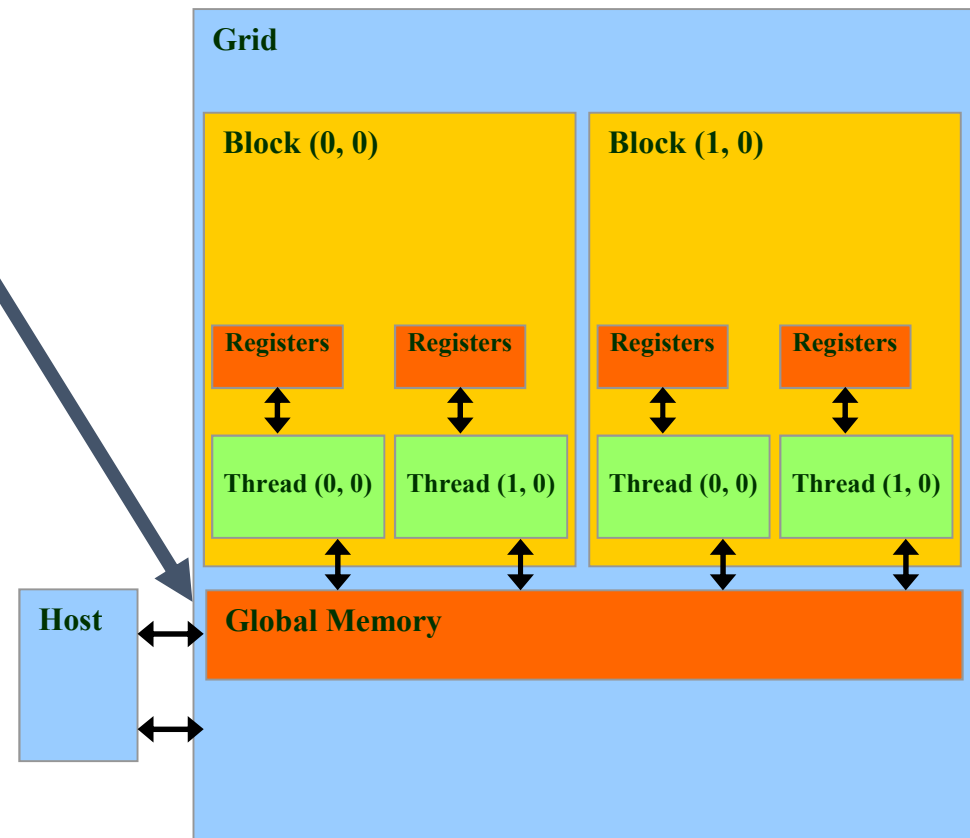 Grid
Block (0, 0)
Block (1, 0)
Registers
Registers
Registers
Registers
Thread (0, 0)
Thread (1, 0)
Thread (0, 0)
Thread (1, 0)
Host
Global Memory